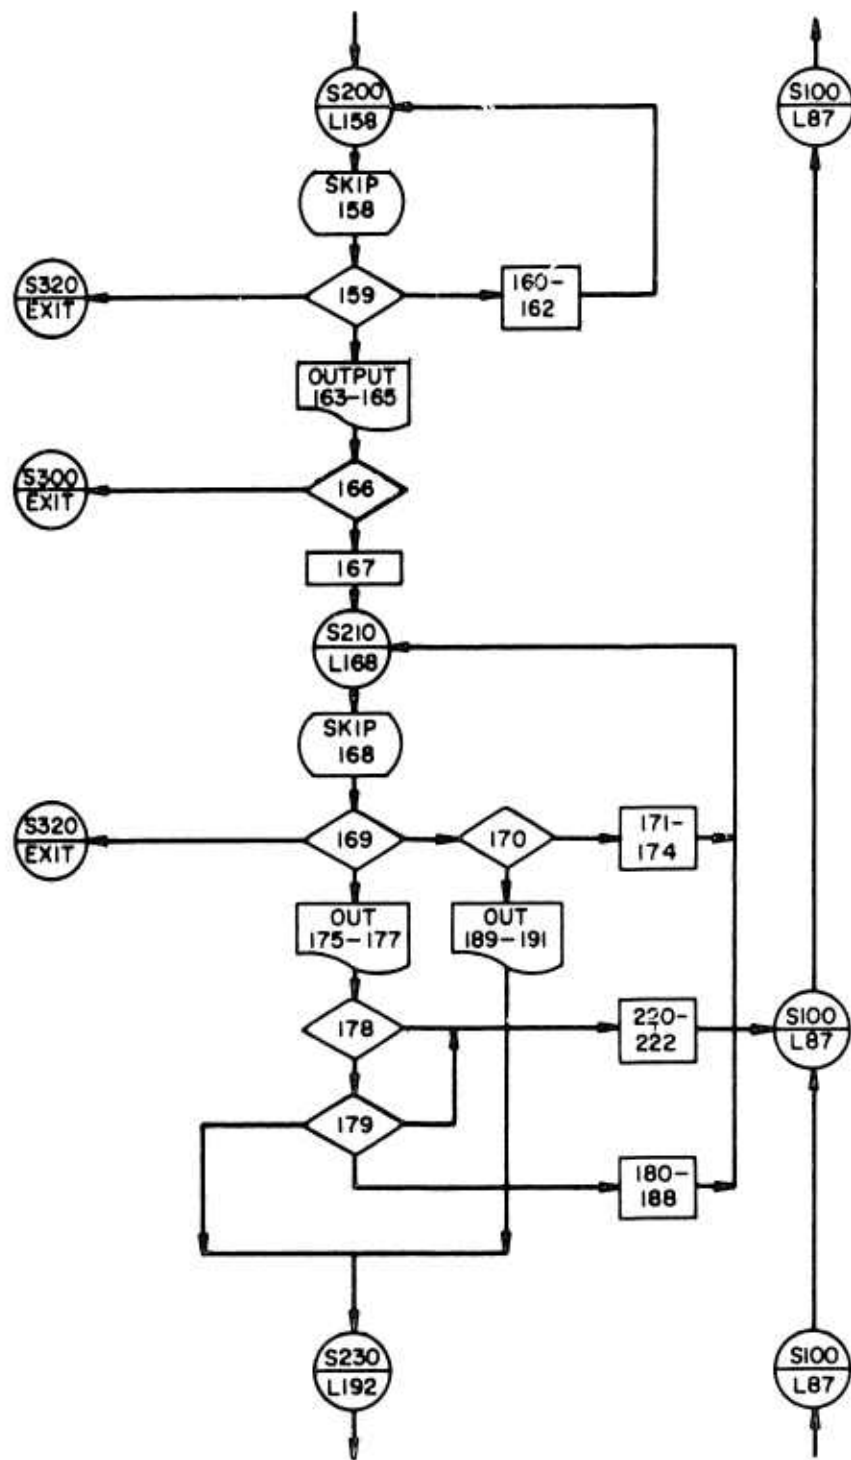 S200
L158
S100
L87
SKIP
158
S320
EXIT
159
160-
162
OUTPUT
163-165
S300
EXIT
166
167
S210
L168
SKIP
168
S320
EXIT
169
170
171-
174
OUT
175-177
OUT
189-191
178
220-
222
S100
L87
179
180-
188
S230
L192
S100
L87